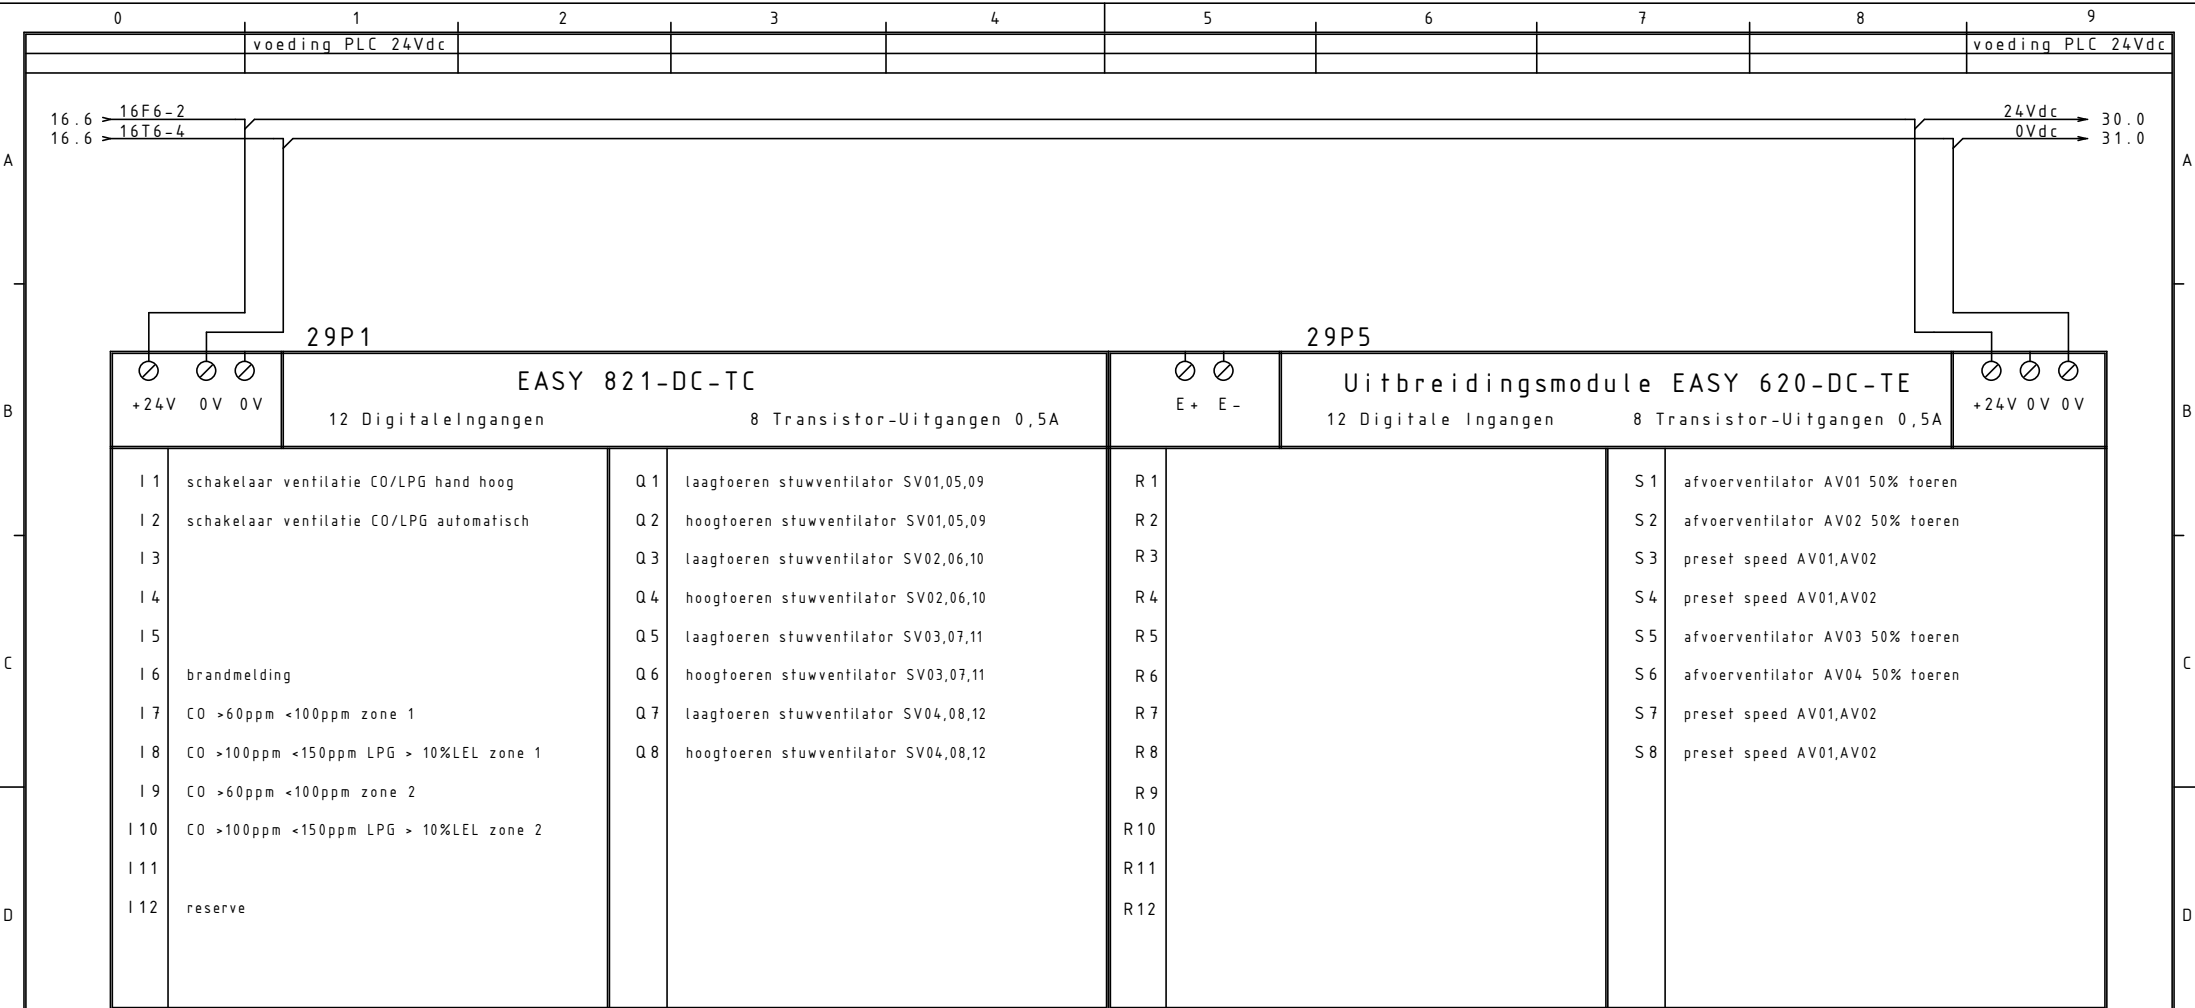 0 1 2 3 4 5 6 7 8 9
voeding PLC 24Vdc voeding PLC 24Vdc
16.6 16F6-2 24Vdc 30.0
16.6 16T6-4 0Vdc 31.0
A A
29P1 29P5
EASY 821-DC-TC Uitbreidingsmodule EASY 620-DC-TE
+24V 0V 0V E+ E- +24V 0V 0V
B B
12 DigitaleIngangen 8 Transistor-Uitgangen 0,5A 12 Digitale Ingangen 8 Transistor-Uitgangen 0,5A
I1 schakelaar ventilatie CO/LPG hand hoog Q1 laagtoeren stuwventilator SV01,05,09 R1 S1 afvoerventilator AV01 50% toeren
I2 schakelaar ventilatie CO/LPG automatisch Q2 hoogtoeren stuwventilator SV01,05,09 R2 S2 afvoerventilator AV02 50% toeren
I3 Q3 laagtoeren stuwventilator SV02,06,10 R3 S3 preset speed AV01,AV02
I4 Q4 hoogtoeren stuwventilator SV02,06,10 R4 S4 preset speed AV01,AV02
I5 Q5 laagtoeren stuwventilator SV03,07,11 R5 S5 afvoerventilator AV03 50% toeren
C C
I6 brandmelding Q6 hoogtoeren stuwventilator SV03,07,11 R6 S6 afvoerventilator AV04 50% toeren
I7 CO >60ppm <100ppm zone 1 Q7 laagtoeren stuwventilator SV04,08,12 R7 S7 preset speed AV01,AV02
I8 CO >100ppm <150ppm LPG > 10%LEL zone 1 Q8 hoogtoeren stuwventilator SV04,08,12 R8 S8 preset speed AV01,AV02
I9 CO >60ppm <100ppm zone 2 R9
I10 CO >100ppm <150ppm LPG > 10%LEL zone 2 R10
I11 R11
I12 reserve R12
D D